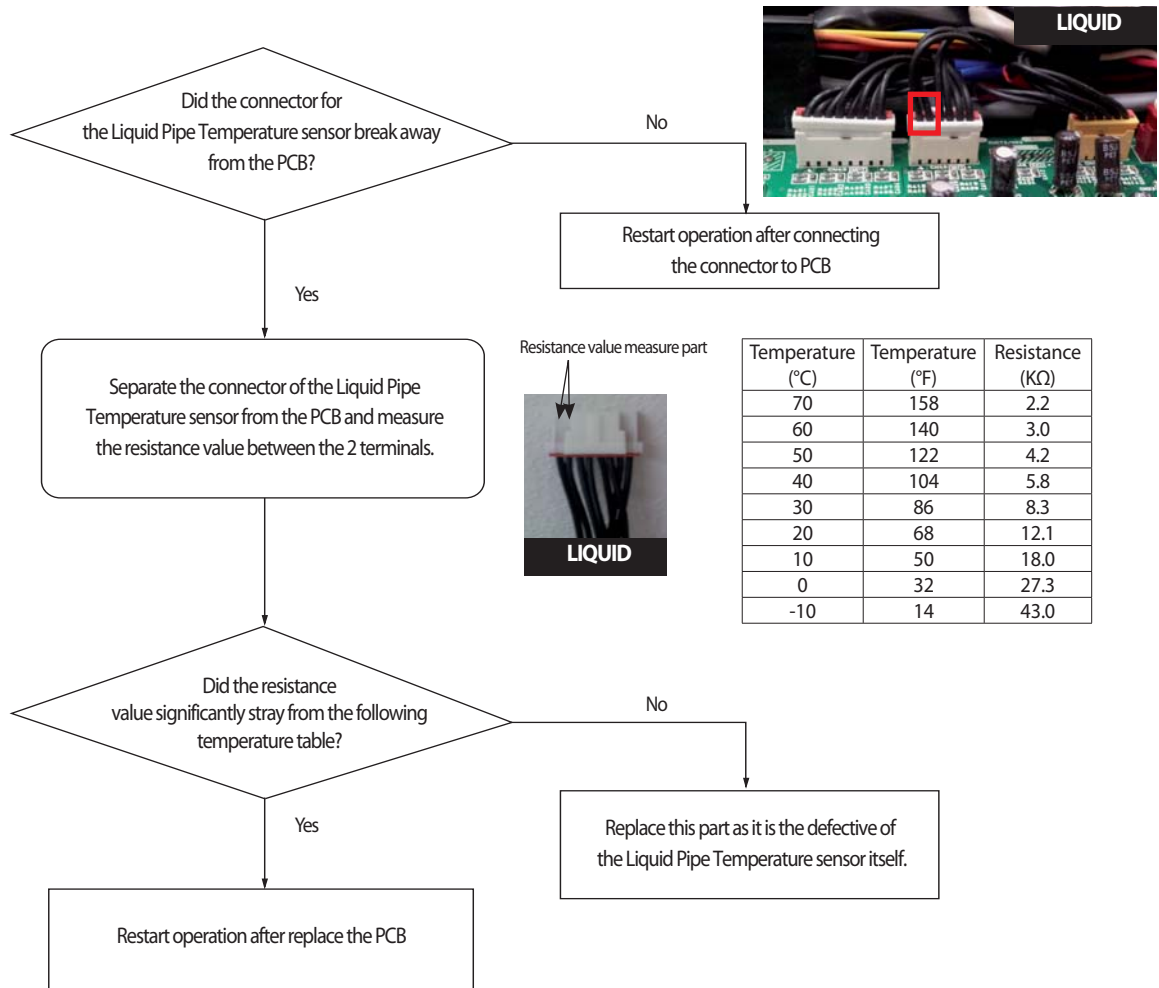 LIQUID
Did the connector for
the Liquid Pipe Temperature sensor break away
from the PCB?
No
Restart operation after connecting
the connector to PCB
Yes
Separate the connector of the Liquid Pipe
Temperature sensor from the PCB and measure
the resistance value between the 2 terminals.
Resistance value measure part
LIQUID
Temperature (°C) Temperature (°F) Resistance (KΩ)
70 158 2.2
60 140 3.0
50 122 4.2
40 104 5.8
30 86 8.3
20 68 12.1
10 50 18.0
0 32 27.3
-10 14 43.0
Did the resistance
value significantly stray from the following
temperature table?
No
Replace this part as it is the defective of
the Liquid Pipe Temperature sensor itself.
Yes
Restart operation after replace the PCB